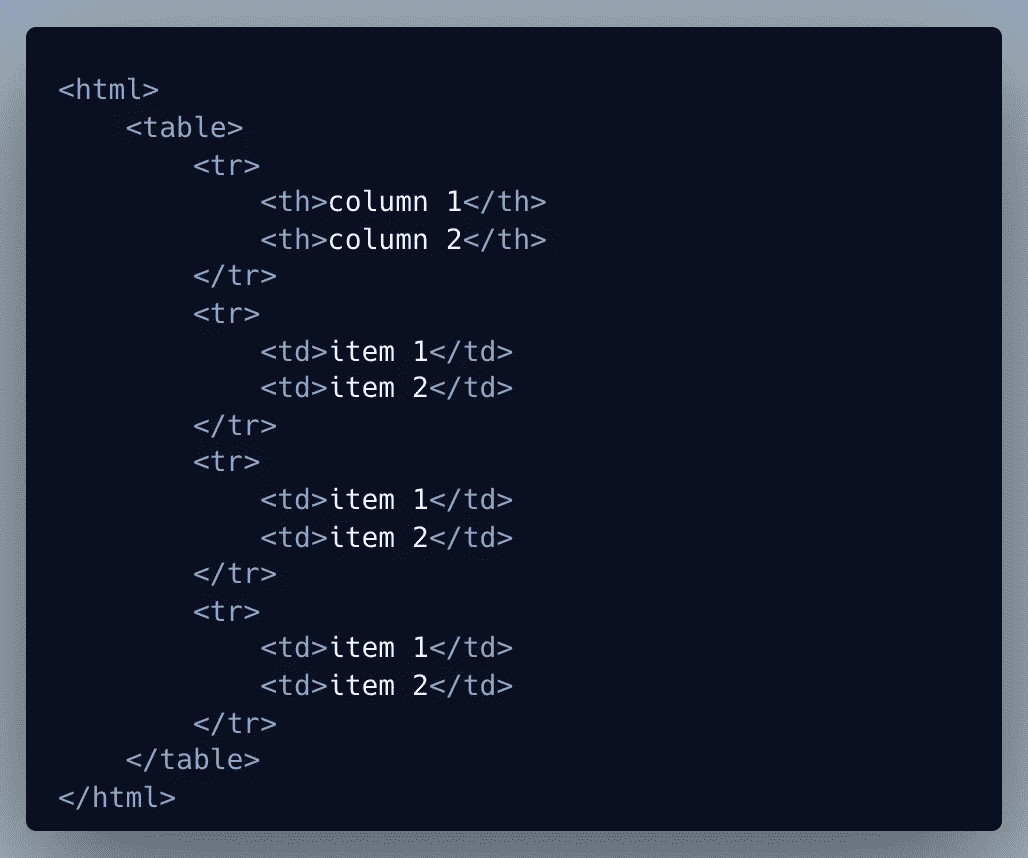 <html>
    <table>
        <tr>
            <th>column 1</th>
            <th>column 2</th>
        </tr>
        <tr>
            <td>item 1</td>
            <td>item 2</td>
        </tr>
        <tr>
            <td>item 1</td>
            <td>item 2</td>
        </tr>
        <tr>
            <td>item 1</td>
            <td>item 2</td>
        </tr>
    </table>
</html>